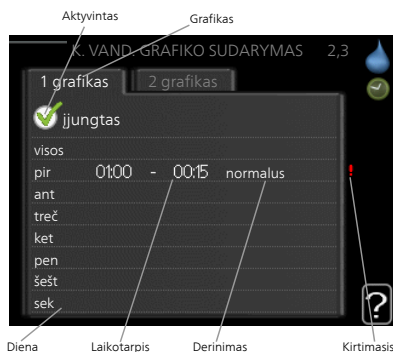 Aktyvintas
Grafikas
K. VAND. GRAFIKO SUDARYMAS 2,3
1 grafikas 2 grafikas
įjungtas
visos
pir 01:00 - 00:15 normalus !
ant
treč
ket
pen
šešt
sek
?
Diena Laikotarpis Derinimas Kirtimasis